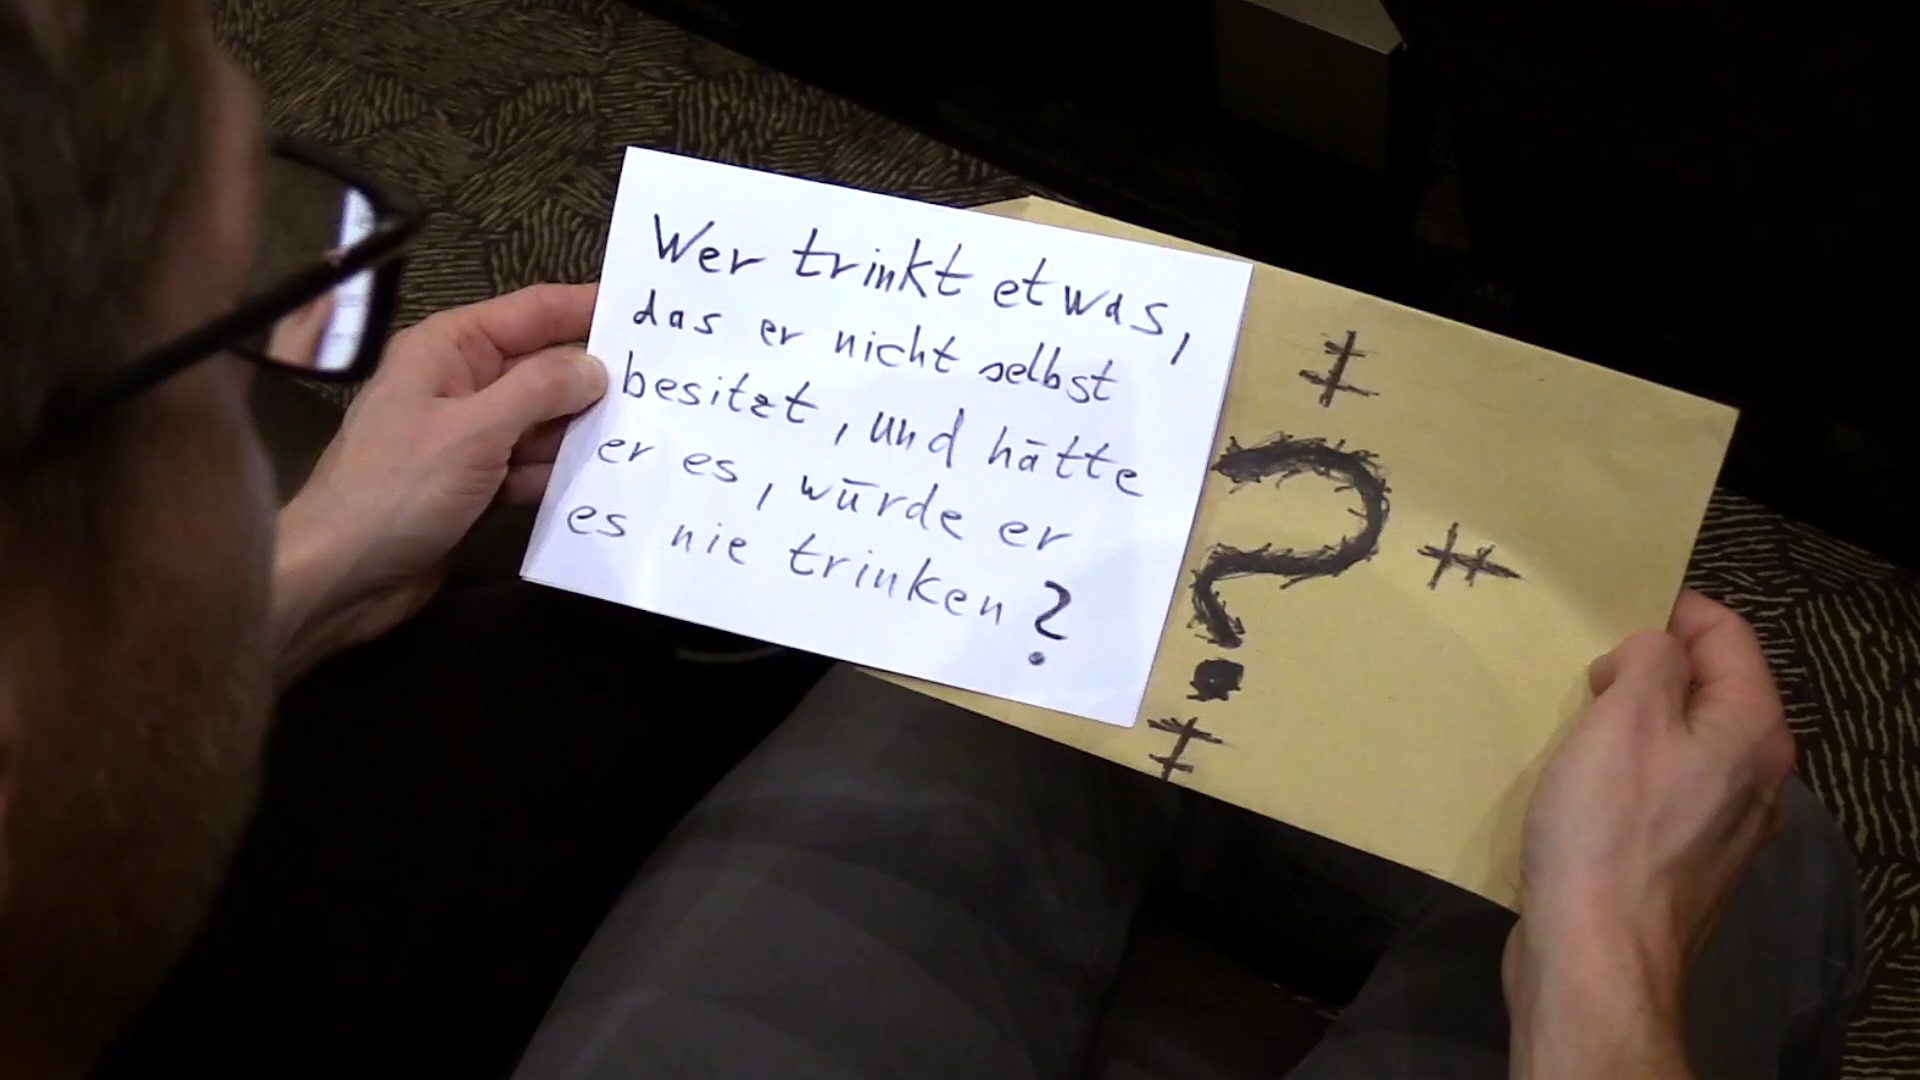 Wer trinkt etwas,
das er nicht selbst
besitzt, und hätte
er es, würde er
es nie trinken?
?